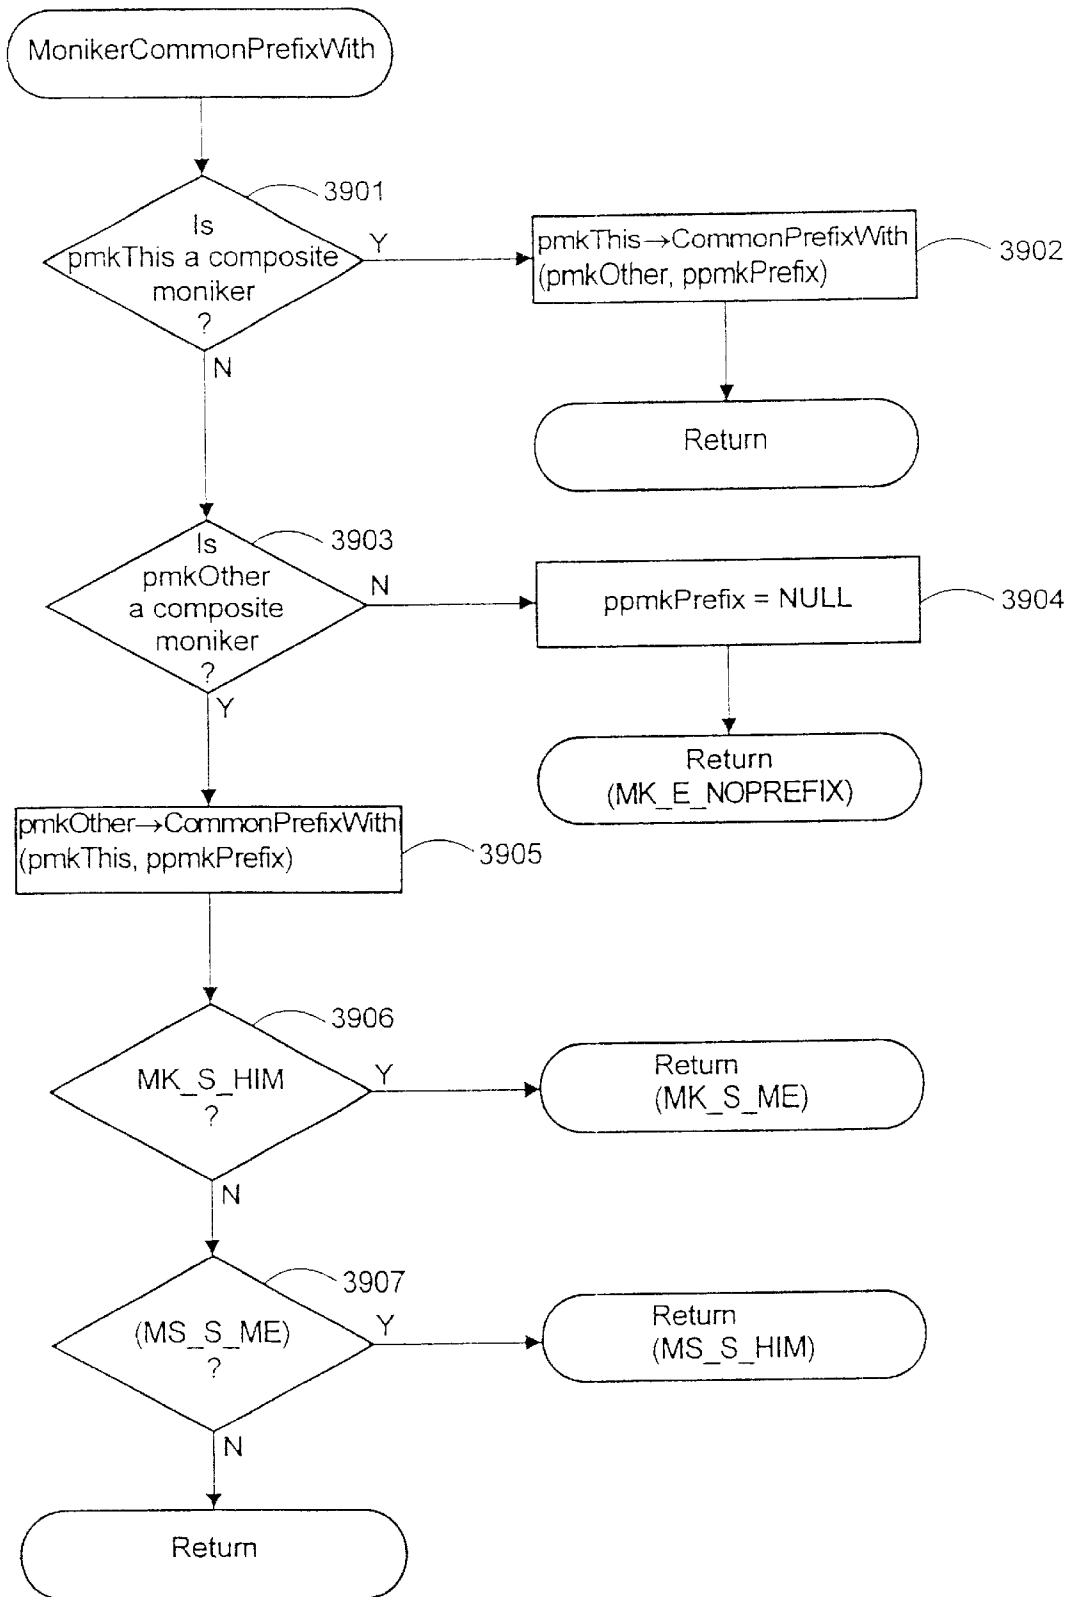 MonikerCommonPrefixWith
3901
Is
pmkThis a composite
moniker
?
Y
N
pmkThis→CommonPrefixWith
(pmkOther, ppmkPrefix)
3902
Return
3903
Is
pmkOther
a composite
moniker
?
N
Y
ppmkPrefix = NULL
3904
Return
(MK_E_NOPREFIX)
pmkOther→CommonPrefixWith
(pmkThis, ppmkPrefix)
3905
3906
MK_S_HIM
?
Y
N
Return
(MK_S_ME)
3907
(MS_S_ME)
?
Y
N
Return
(MS_S_HIM)
Return